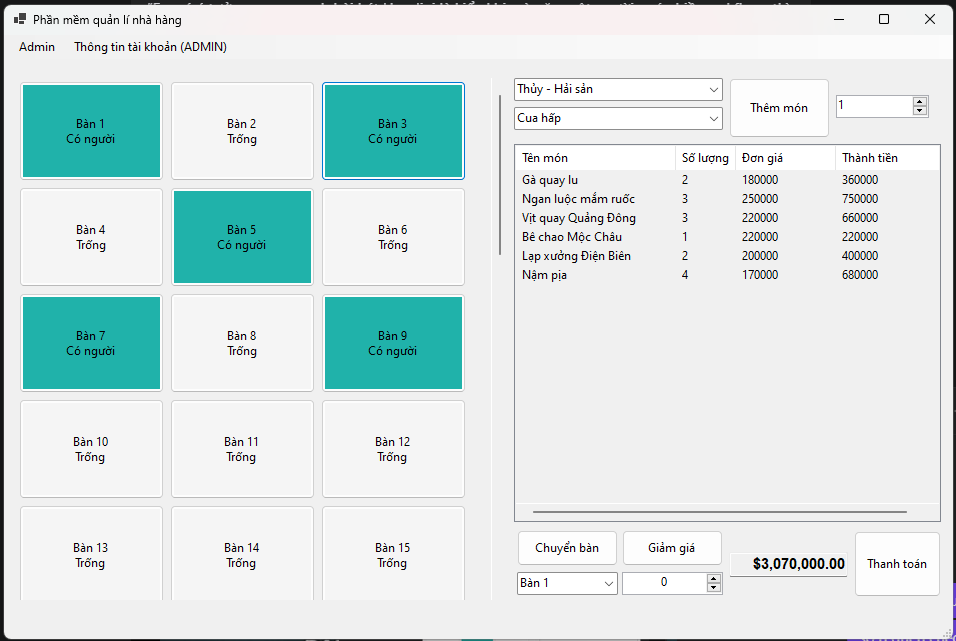 Phần mềm quản lí nhà hàng
Admin Thông tin tài khoản (ADMIN)
Bàn 1
Có người
Bàn 2
Trống
Bàn 3
Có người
Bàn 4
Trống
Bàn 5
Có người
Bàn 6
Trống
Bàn 7
Có người
Bàn 8
Trống
Bàn 9
Có người
Bàn 10
Trống
Bàn 11
Trống
Bàn 12
Trống
Bàn 13
Trống
Bàn 14
Trống
Bàn 15
Trống
Thủy - Hải sản
Cua hấp
Thêm món
1
Tên món Số lượng Đơn giá Thành tiền
Gà quay lu 2 180000 360000
Ngan luộc mắm ruốc 3 250000 750000
Vịt quay Quảng Đông 3 220000 660000
Bê chao Mộc Châu 1 220000 220000
Lạp xưởng Điện Biên 2 200000 400000
Nậm pịa 4 170000 680000
Chuyển bàn
Giảm giá
Bàn 1
0
$3,070,000.00
Thanh toán